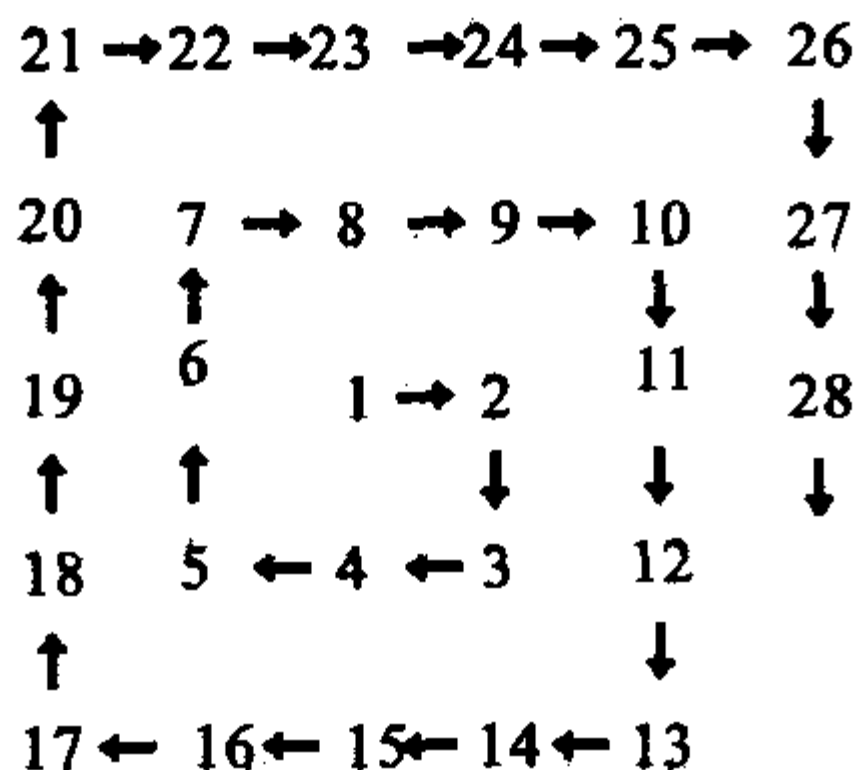 21 → 22 → 23 → 24 → 25 → 26
↑ ↓
20 7 → 8 → 9 → 10 27
↑ ↑ ↓ ↓
19 6 1 → 2 11 28
↑ ↑ ↓ ↓ ↓
18 5 ← 4 ← 3 12
↑ ↓
17 ← 16 ← 15 ← 14 ← 13